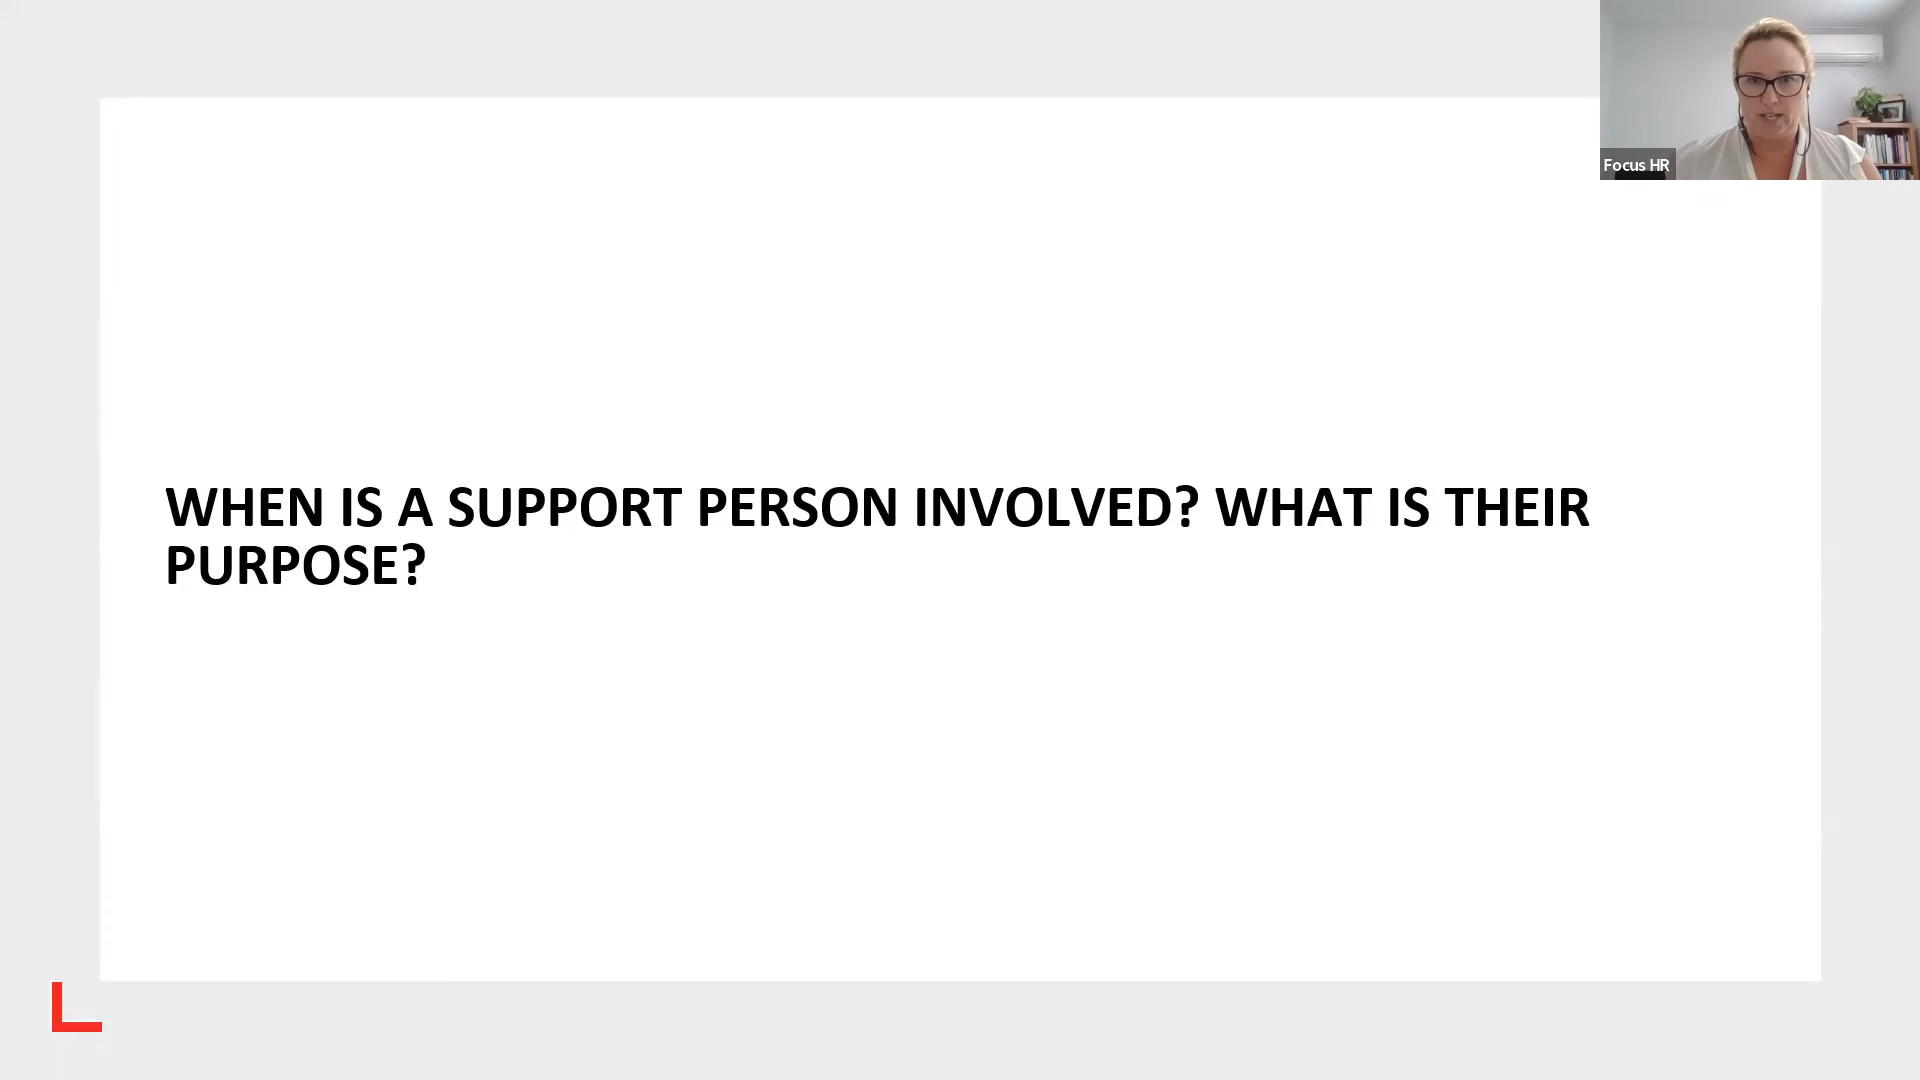 Focus HR
WHEN IS A SUPPORT PERSON INVOLVED? WHAT IS THEIR
PURPOSE?